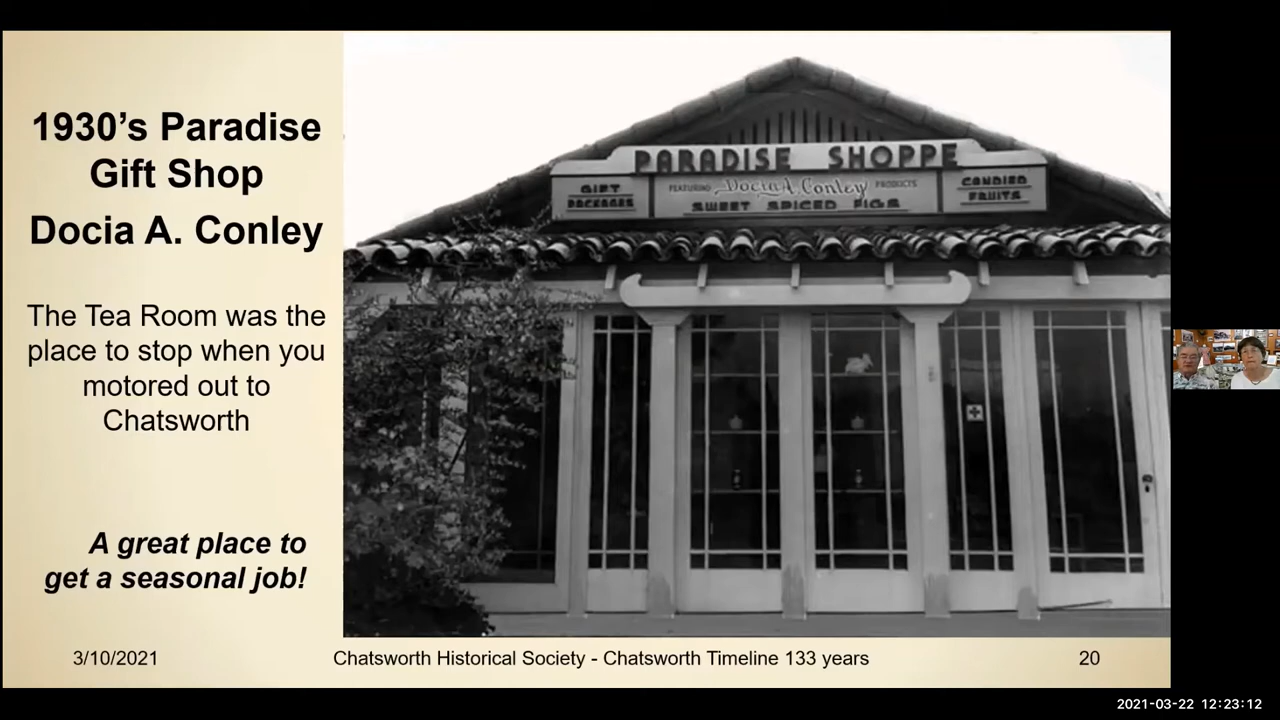 1930's Paradise
Gift Shop
Docia A. Conley
The Tea Room was the
place to stop when you
motored out to
Chatsworth
A great place to
get a seasonal job!
PARADISE SHOPPE
GIFT
PACKAGES
FEATURING Docia A. Conley PRODUCTS
SWEET SPICED FIGS
CANDIED
FRUITS
3/10/2021
Chatsworth Historical Society - Chatsworth Timeline 133 years
20
2021-03-22 12:23:12